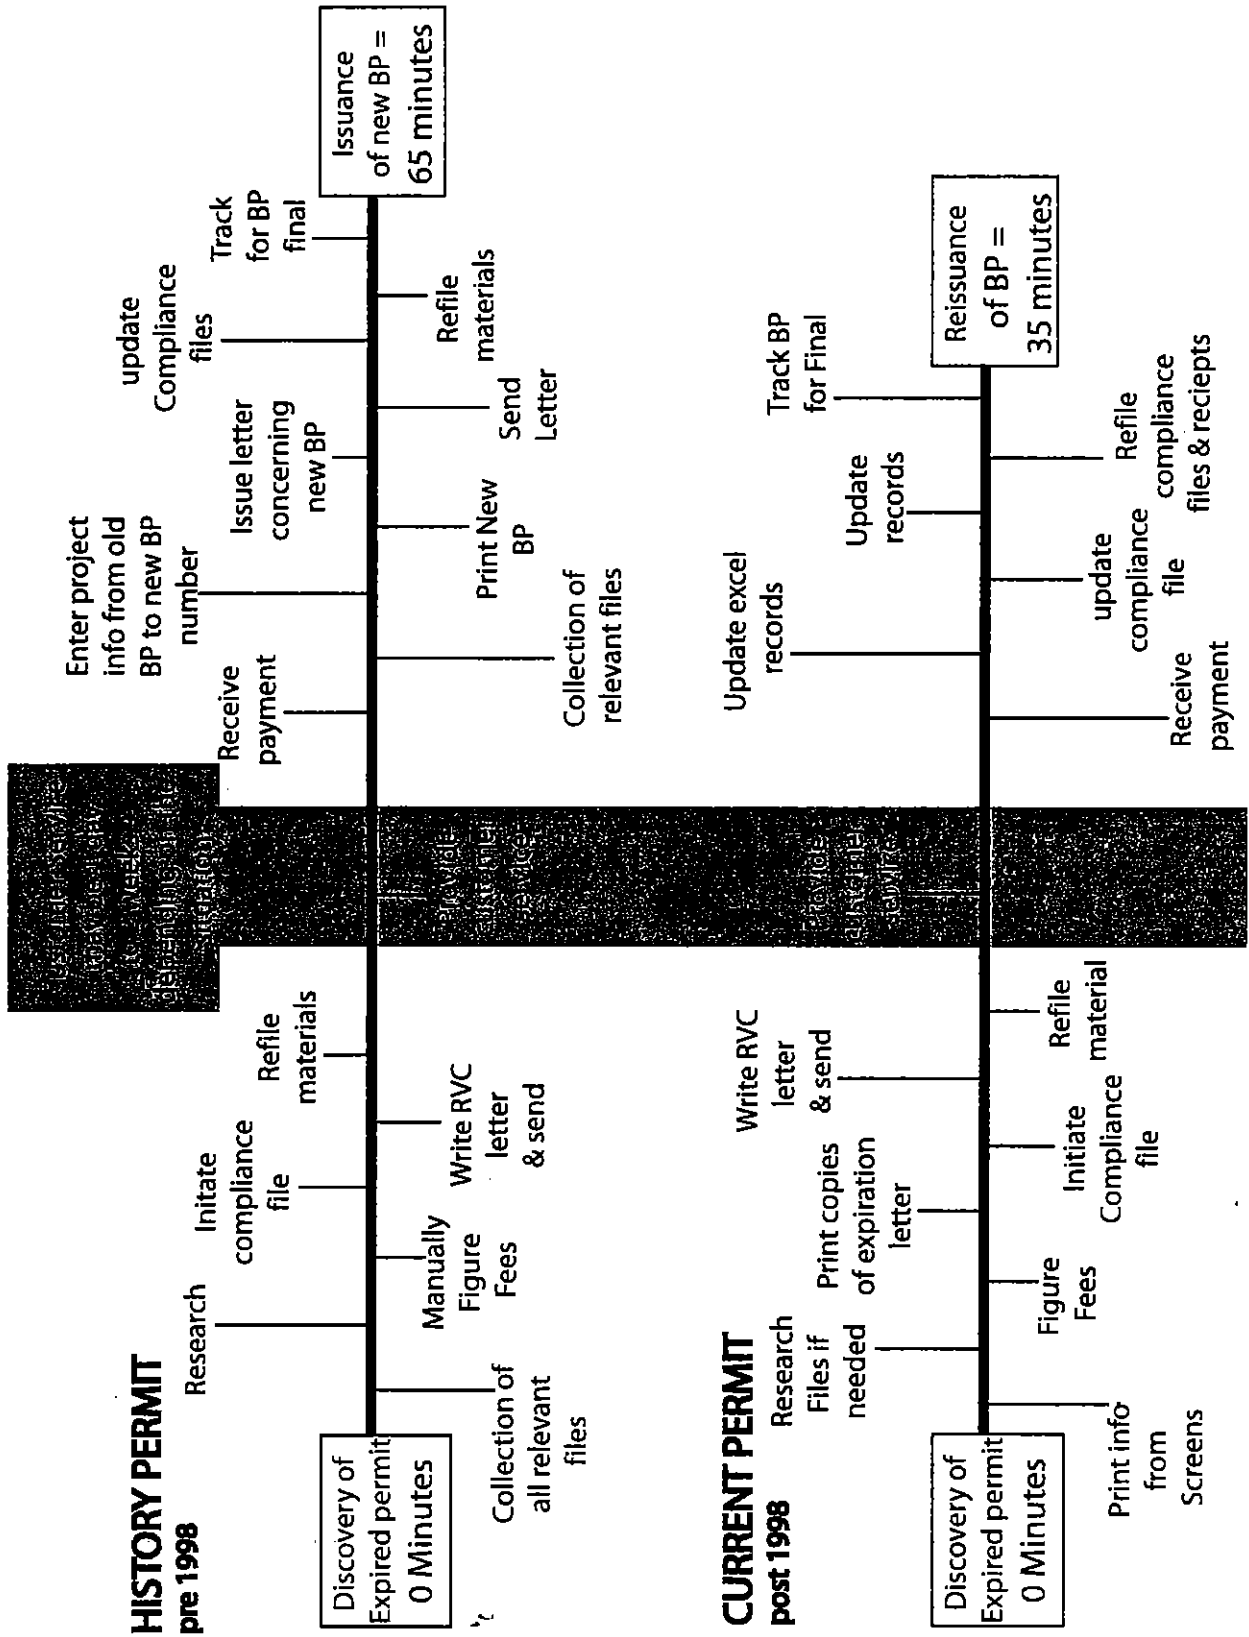 HISTORY PERMIT
pre 1998
Discovery of
Expired permit
0 Minutes
Collection of
all relevant
files
Research
Manually
Figure
Fees
Initate
compliance
file
Write RVC
letter
& send
Refile
materials
Provide
customer
service
Receive
payment
Collection of
relevant files
Enter project
info from old
BP to new BP
number
Print New
BP
Issue letter
concerning
new BP
Send
Letter
update
Compliance
files
Refile
materials
Track
for BP
final
Issuance
of new BP =
65 minutes
CURRENT PERMIT
post 1998
Discovery of
Expired permit
0 Minutes
Print info
from
Screens
Research
Files if
needed
Figure
Fees
Print copies
of expiration
letter
Initiate
Compliance
file
Write RVC
letter
& send
Refile
material
Provide
customer
service
Receive
payment
Update excel
records
update
compliance
file
Update
records
Refile
compliance
files & reciepts
Track BP
for Final
Reissuance
of BP =
35 minutes